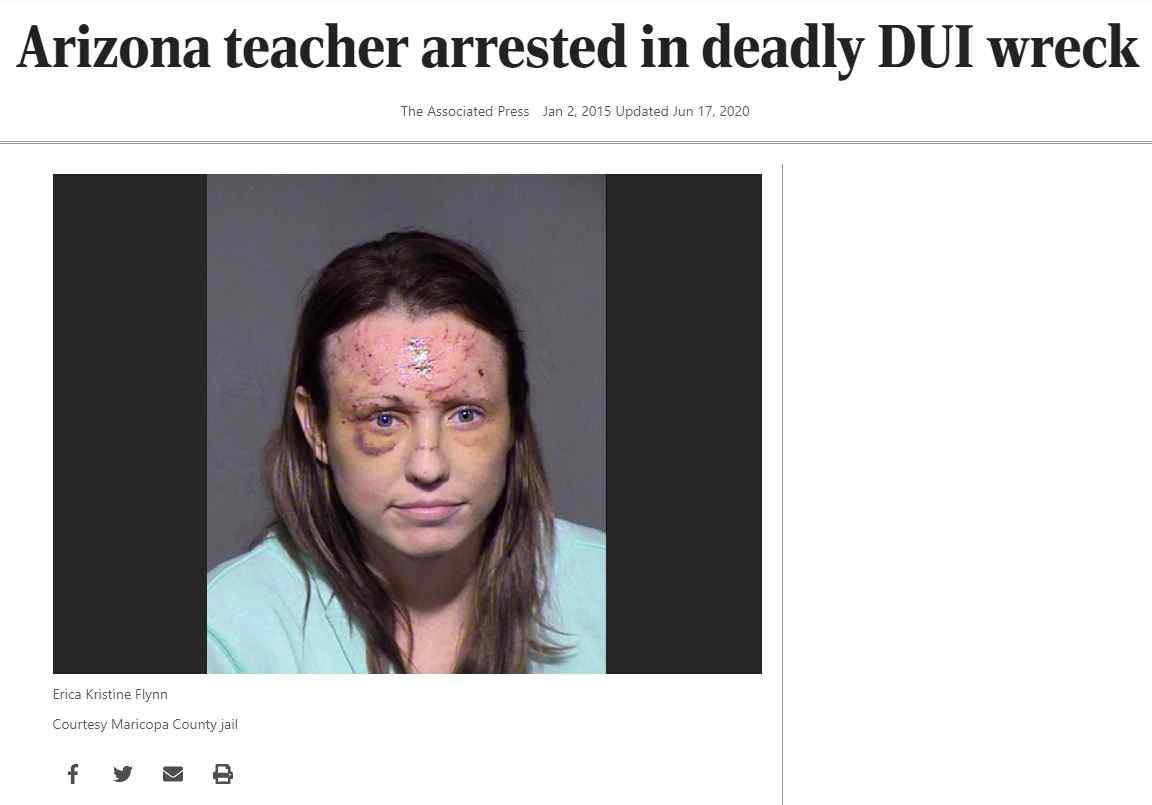 Arizona teacher arrested in deadly DUI wreck
The Associated Press Jan 2, 2015 Updated Jun 17, 2020
Erica Kristine Flynn
Courtesy Maricopa County jail